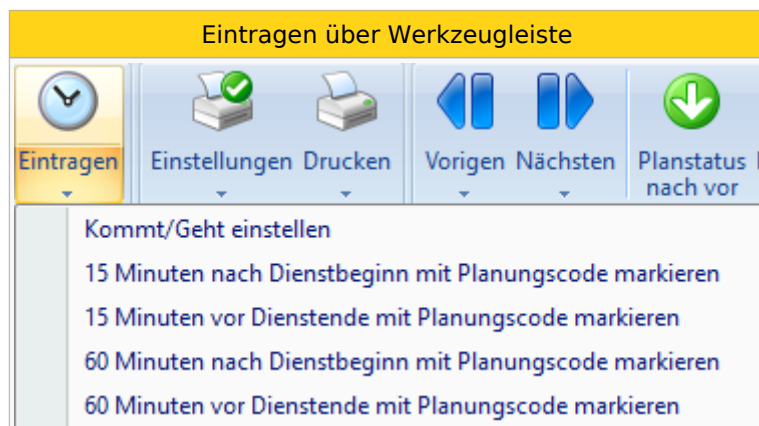 Eintragen über Werkzeugleiste
Eintragen Einstellungen Drucken Vorigen Nächsten Planstatus
nach vor
Kommt/Geht einstellen
15 Minuten nach Dienstbeginn mit Planungscode markieren
15 Minuten vor Dienstende mit Planungscode markieren
60 Minuten nach Dienstbeginn mit Planungscode markieren
60 Minuten vor Dienstende mit Planungscode markieren